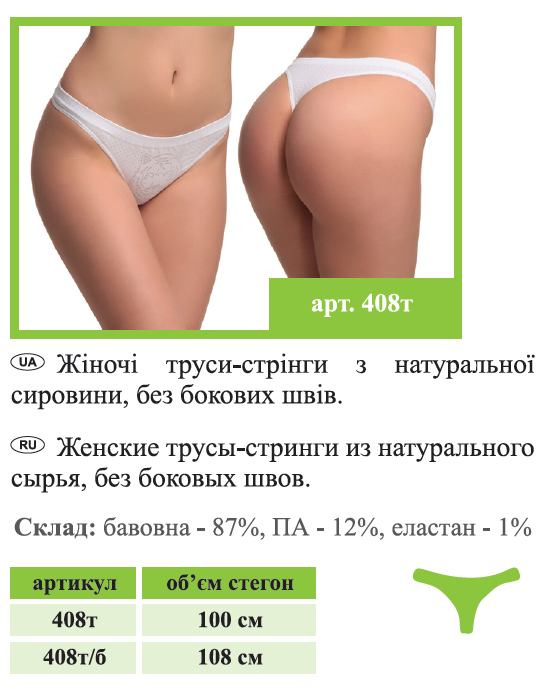 арт. 408т
UA Жіночі труси-стрінги з натуральної
сировини, без бокових швів.
RU Женские трусы-стринги из натурального
сырья, без боковых швов.
Склад: бавовна - 87%, ПА - 12%, еластан - 1%
артикул об’єм стегон
408т 100 см
408т/б 108 см